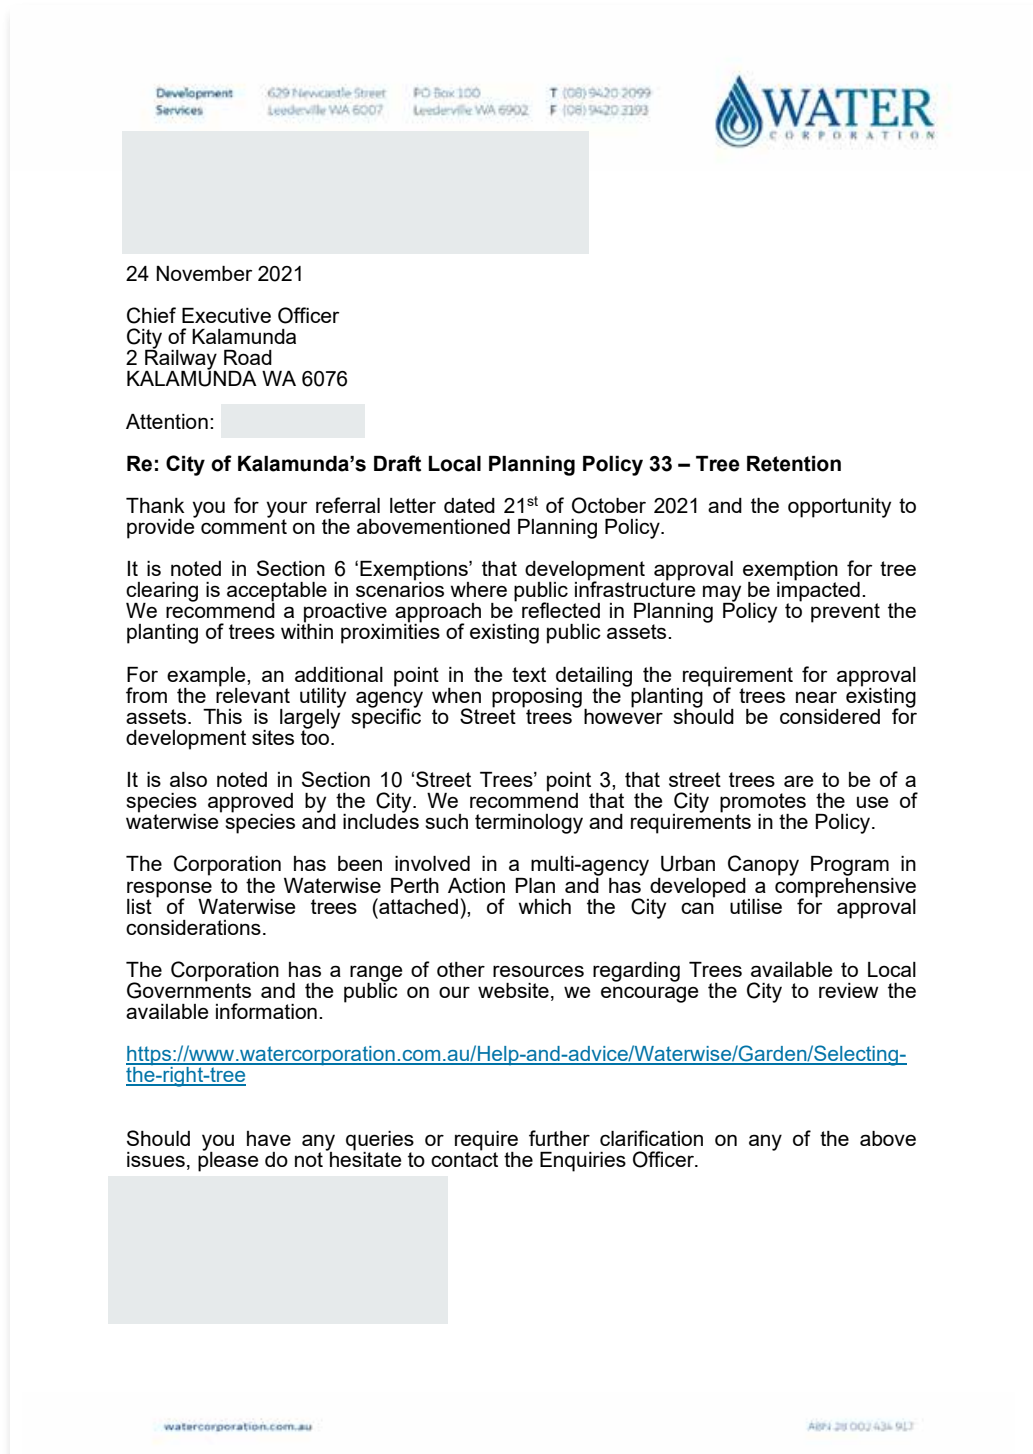 Development 629 Newcastle Street PO Box 100 T (08) 9420 2099
Services Leederville WA 6007 Leederville WA 6902 F (08) 9420 3193
WATER
CORPORATION
24 November 2021
Chief Executive Officer
City of Kalamunda
2 Railway Road
KALAMUNDA WA 6076
Attention:
Re: City of Kalamunda’s Draft Local Planning Policy 33 – Tree Retention
Thank you for your referral letter dated 21st of October 2021 and the opportunity to
provide comment on the abovementioned Planning Policy.
It is noted in Section 6 ‘Exemptions’ that development approval exemption for tree
clearing is acceptable in scenarios where public infrastructure may be impacted.
We recommend a proactive approach be reflected in Planning Policy to prevent the
planting of trees within proximities of existing public assets.
For example, an additional point in the text detailing the requirement for approval
from the relevant utility agency when proposing the planting of trees near existing
assets. This is largely specific to Street trees however should be considered for
development sites too.
It is also noted in Section 10 ‘Street Trees’ point 3, that street trees are to be of a
species approved by the City. We recommend that the City promotes the use of
waterwise species and includes such terminology and requirements in the Policy.
The Corporation has been involved in a multi-agency Urban Canopy Program in
response to the Waterwise Perth Action Plan and has developed a comprehensive
list of Waterwise trees (attached), of which the City can utilise for approval
considerations.
The Corporation has a range of other resources regarding Trees available to Local
Governments and the public on our website, we encourage the City to review the
available information.
https://www.watercorporation.com.au/Help-and-advice/Waterwise/Garden/Selecting-
the-right-tree
Should you have any queries or require further clarification on any of the above
issues, please do not hesitate to contact the Enquiries Officer.
watercorporation.com.au ABN 28 002 434 917